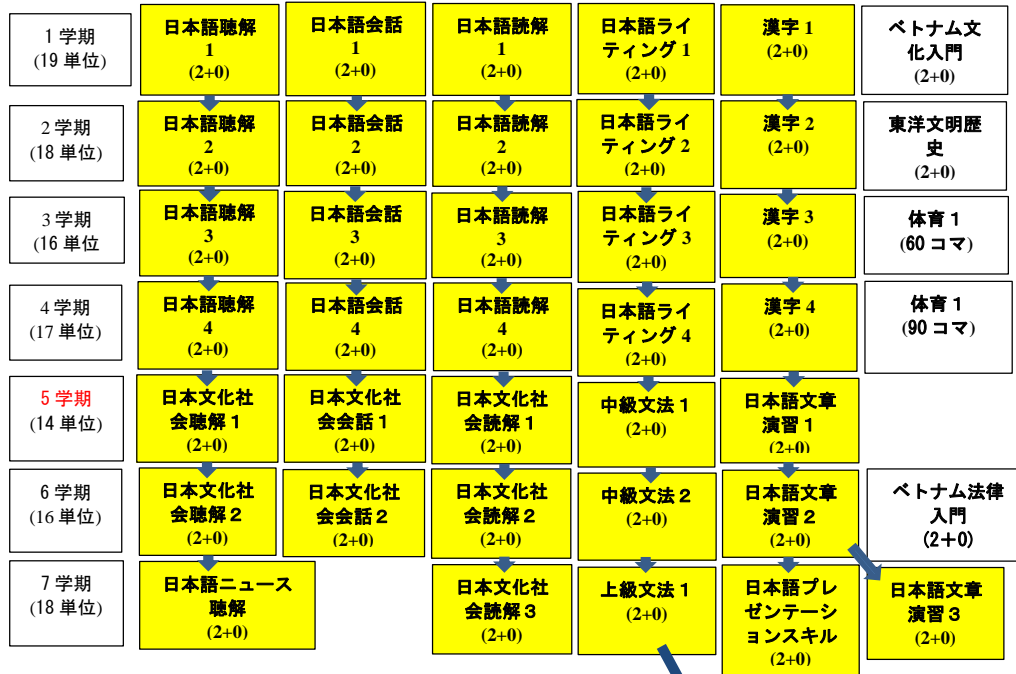 1 学期
(19 単位)
日本語聴解
1
(2+0)
日本語会話
1
(2+0)
日本語読解
1
(2+0)
日本語ライ
ティング 1
(2+0)
漢字 1
(2+0)
ベトナム文
化入門
(2+0)
2 学期
(18 単位)
日本語聴解
2
(2+0)
日本語会話
2
(2+0)
日本語読解
2
(2+0)
日本語ライ
ティング 2
(2+0)
漢字 2
(2+0)
東洋文明歴
史
(2+0)
3 学期
(16 単位
日本語聴解
3
(2+0)
日本語会話
3
(2+0)
日本語読解
3
(2+0)
日本語ライ
ティング 3
(2+0)
漢字 3
(2+0)
体育１
(60 コマ)
4 学期
(17 単位)
日本語聴解
4
(2+0)
日本語会話
4
(2+0)
日本語読解
4
(2+0)
日本語ライ
ティング 4
(2+0)
漢字 4
(2+0)
体育１
(90 コマ)
5 学期
(14 単位)
日本文化社
会聴解１
(2+0)
日本文化社
会会話１
(2+0)
日本文化社
会読解１
(2+0)
中級文法１
(2+0)
日本語文章
演習１
(2+0)
6 学期
(16 単位)
日本文化社
会聴解２
(2+0)
日本文化社
会会話２
(2+0)
日本文化社
会読解２
(2+0)
中級文法２
(2+0)
日本語文章
演習２
(2+0)
ベトナム法律
入門
(2＋0)
7 学期
(18 単位)
日本語ニュース
聴解
(2+0)
日本文化社
会読解３
(2+0)
上級文法１
(2+0)
日本語プレ
ゼンテーシ
ョンスキル
(2+0)
日本語文章
演習３
(2+0)